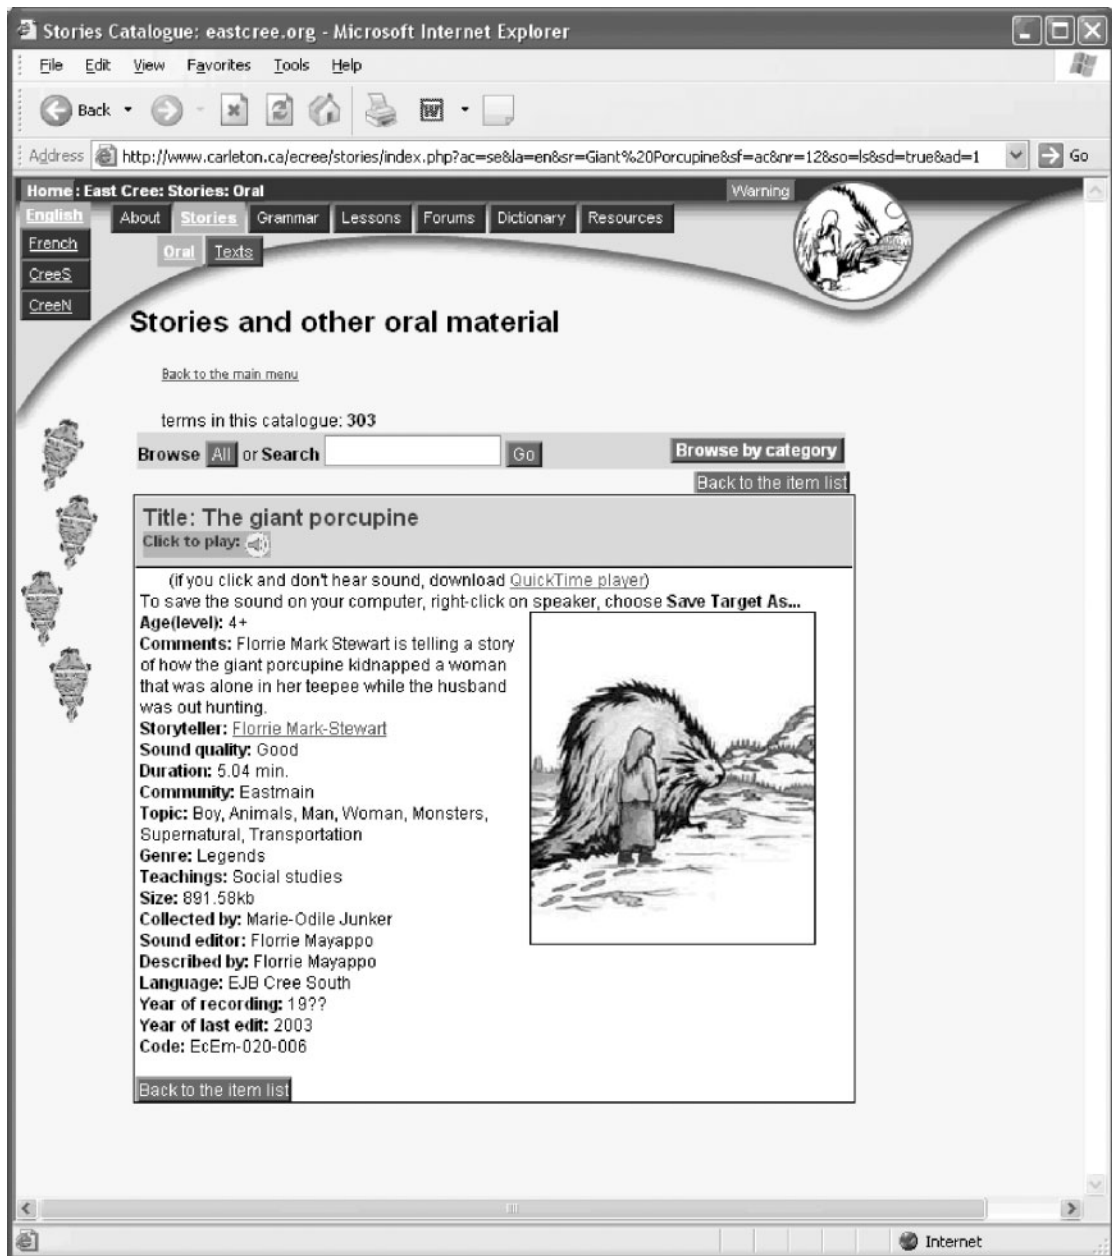 Stories Catalogue: eastcree.org - Microsoft Internet Explorer
File Edit View Favorites Tools Help
Back
Address http://www.carleton.ca/ecree/stories/index.php?ac=se&la=en&sr=Giant%20Porcupine&sf=ac&nr=12&so=ls&sd=true&ad=1 Go
Home : East Cree: Stories: Oral Warning
English About Stories Grammar Lessons Forums Dictionary Resources
French Oral Texts
CreeS
CreeN
Stories and other oral material
Back to the main menu
terms in this catalogue: 303
Browse All or Search Go Browse by category
Back to the item list
Title: The giant porcupine
Click to play:
(if you click and don't hear sound, download QuickTime player)
To save the sound on your computer, right-click on speaker, choose Save Target As...
Age(level): 4+
Comments: Florrie Mark Stewart is telling a story
of how the giant porcupine kidnapped a woman
that was alone in her teepee while the husband
was out hunting.
Storyteller: Florrie Mark-Stewart
Sound quality: Good
Duration: 5.04 min.
Community: Eastmain
Topic: Boy, Animals, Man, Woman, Monsters,
Supernatural, Transportation
Genre: Legends
Teachings: Social studies
Size: 891.58kb
Collected by: Marie-Odile Junker
Sound editor: Florrie Mayappo
Described by: Florrie Mayappo
Language: EJB Cree South
Year of recording: 19??
Year of last edit: 2003
Code: EcEm-020-006
Back to the item list
Internet